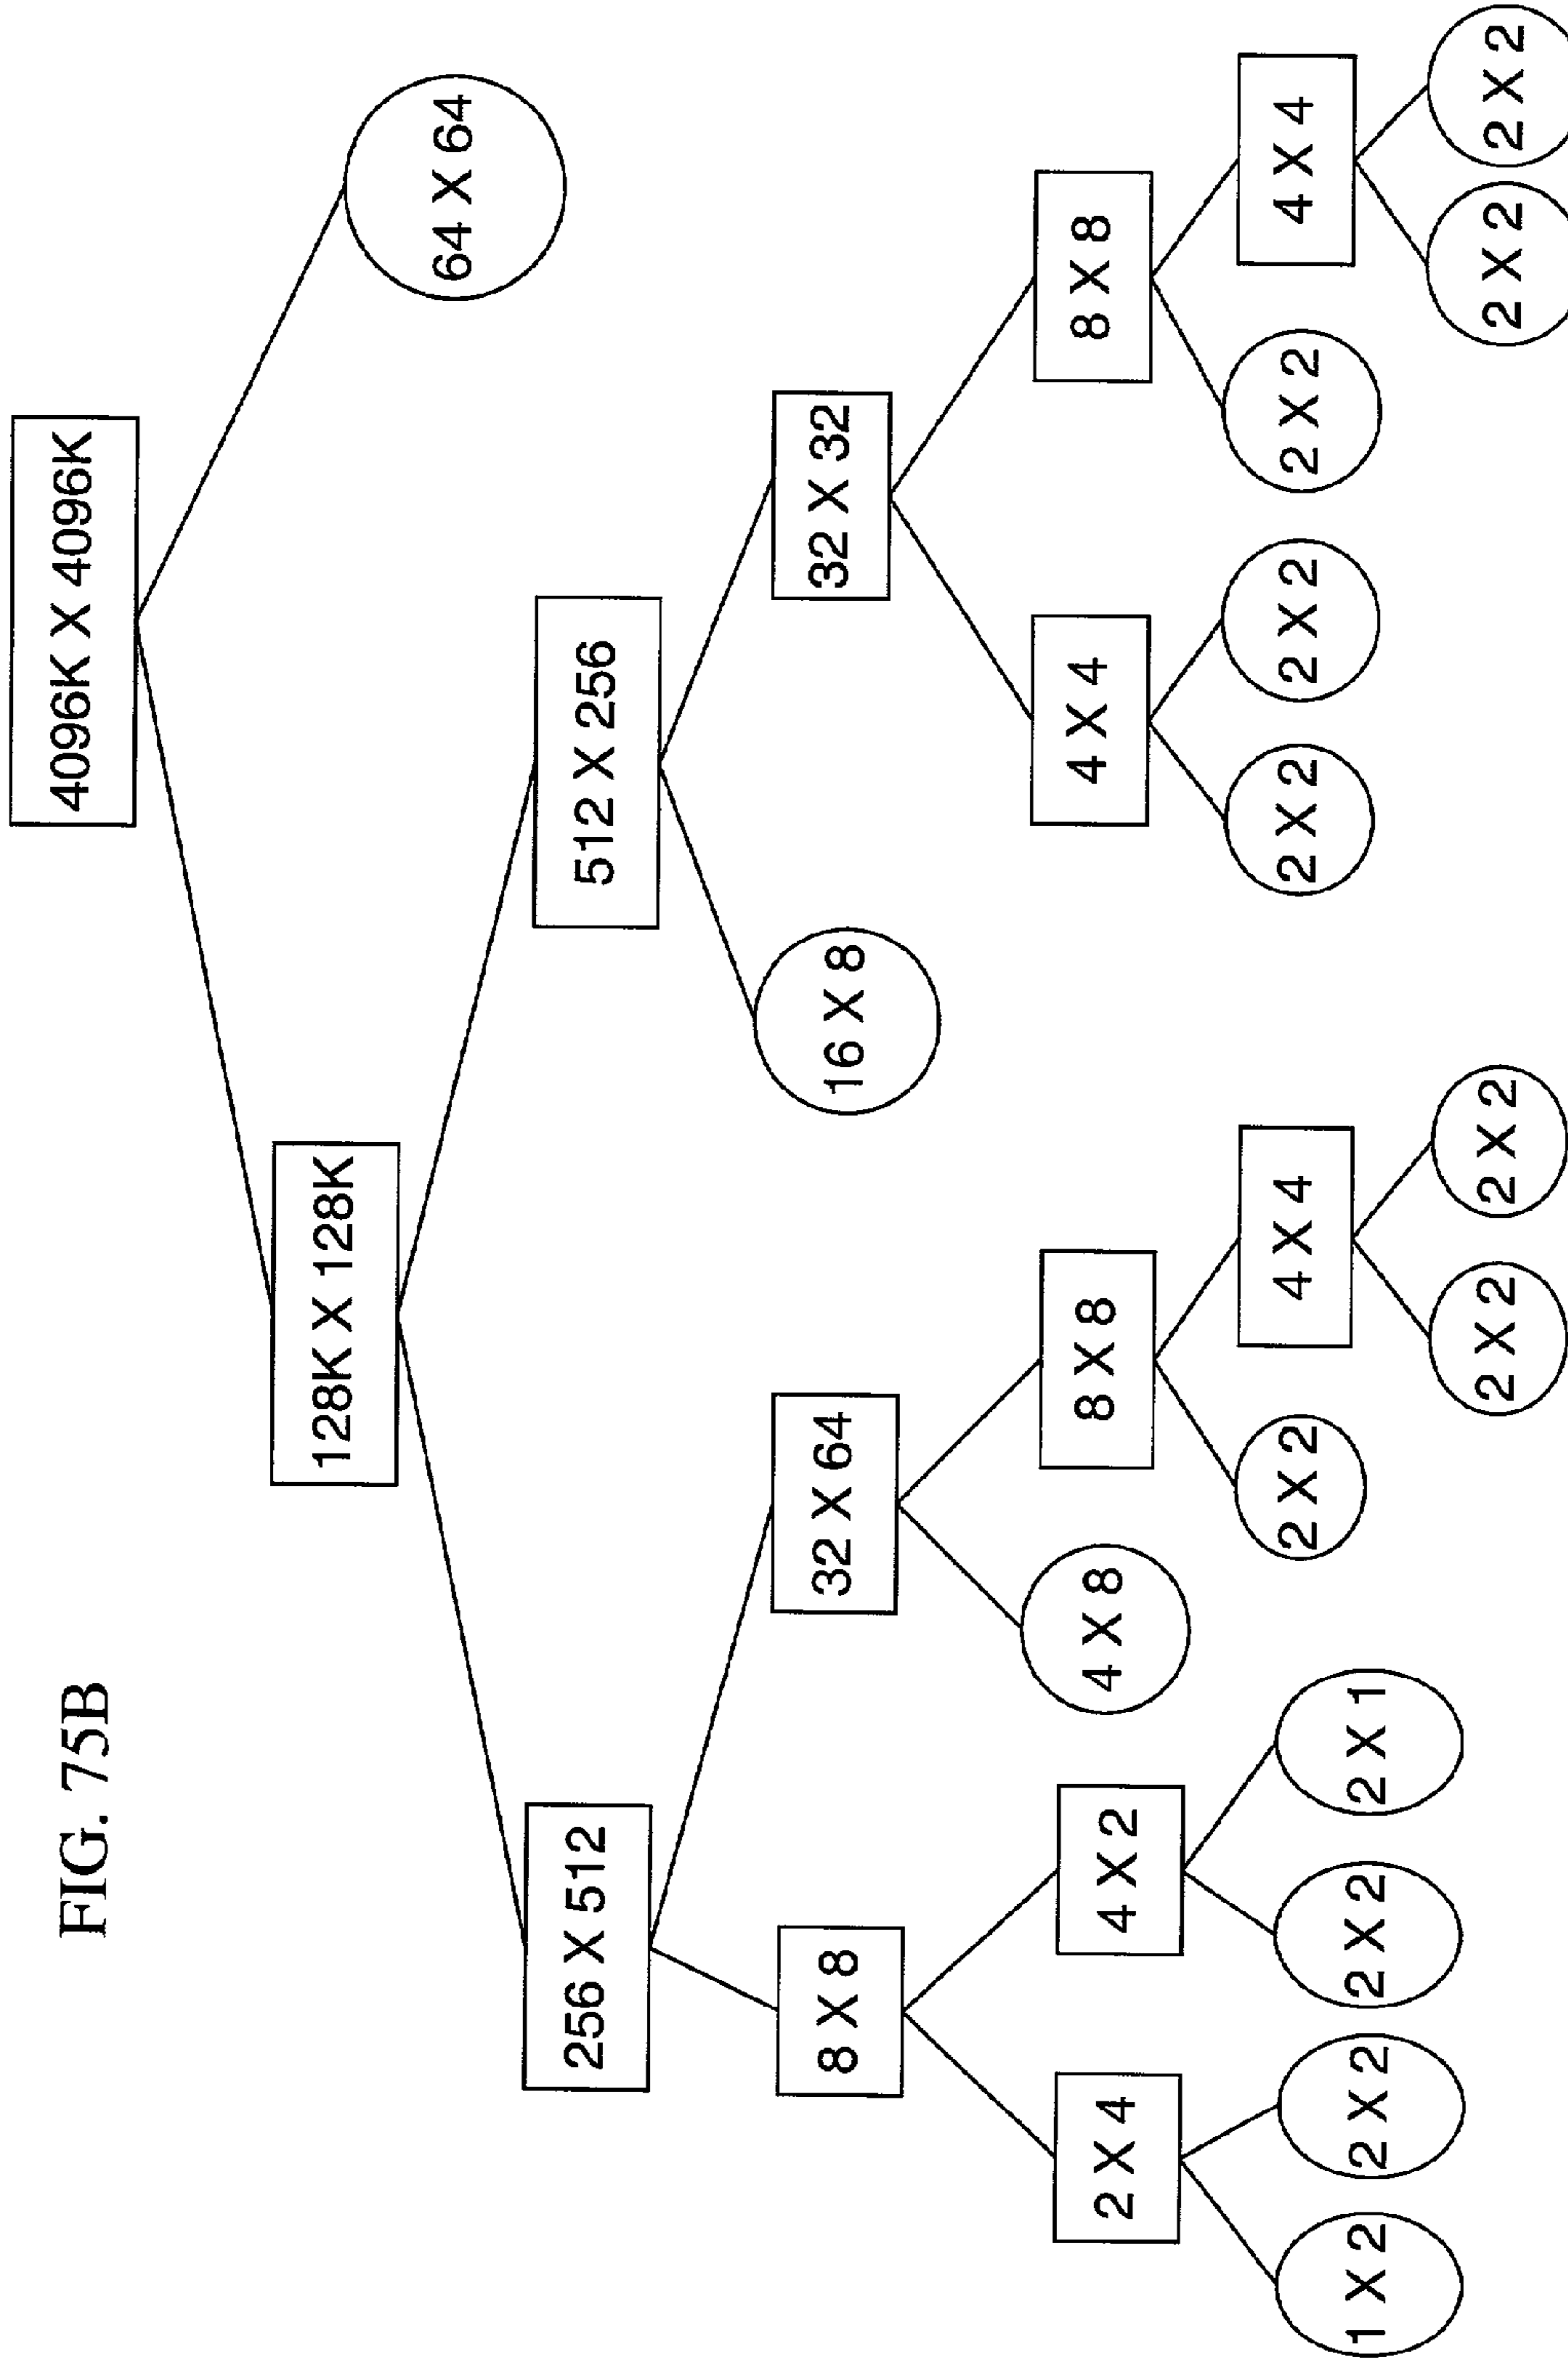 FIG. 75B
4096K X 4096K
128K X 128K
64 X 64
256 X 512
512 X 256
8 X 8
32 X 64
16 X 8
32 X 32
2 X 4
4 X 2
4 X 8
8 X 8
4 X 4
8 X 8
1 X 2
2 X 2
2 X 2
2 X 1
2 X 2
4 X 4
2 X 2
2 X 2
2 X 2
4 X 4
2 X 2
2 X 2
2 X 2
2 X 2